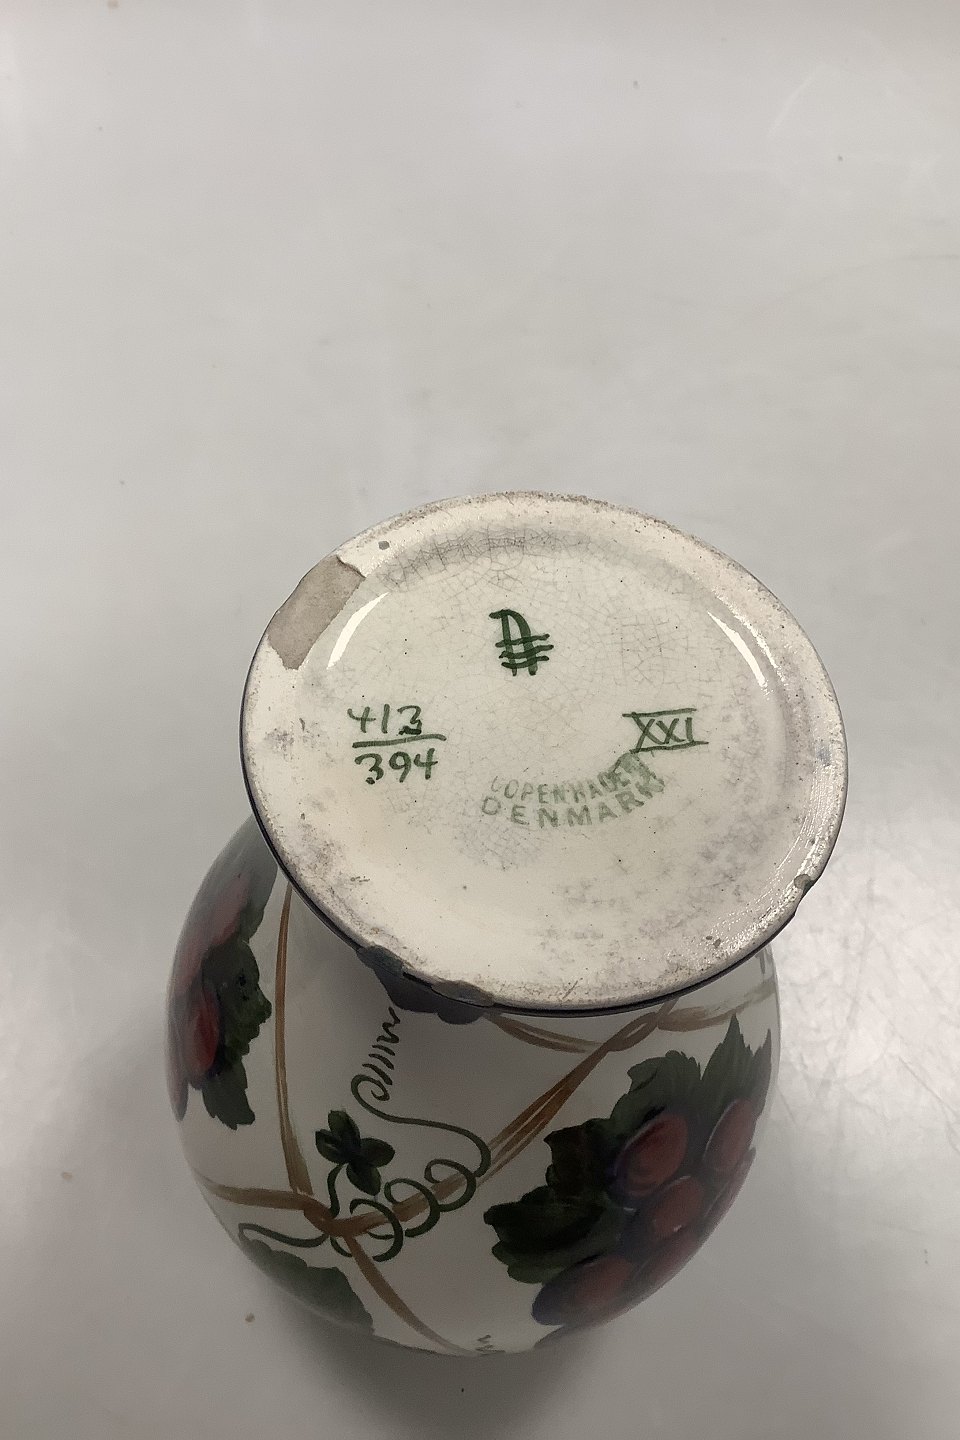 413
394
XXI
COPENHAGEN
DENMARK